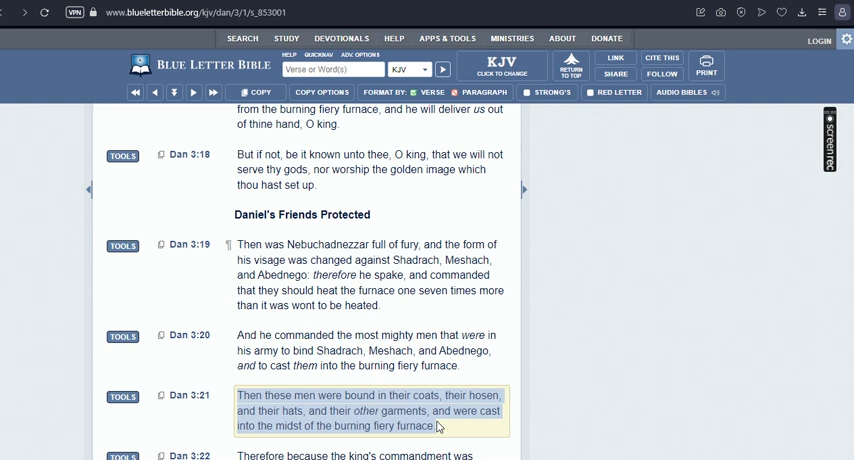 VPN www.blueletterbible.org/kjv/dan/3/1/s_853001
SEARCH STUDY DEVOTIONALS HELP APPS & TOOLS MINISTRIES ABOUT DONATE LOGIN
BLUE LETTER BIBLE
HELP QUICKNAV ADV. OPTIONS
Verse or Word(s) KJV
KJV
CLICK TO CHANGE
RETURN
TO TOP
LINK CITE THIS
SHARE FOLLOW
PRINT
COPY COPY OPTIONS FORMAT BY: VERSE PARAGRAPH STRONG'S RED LETTER AUDIO BIBLES
screenrec
from the burning fiery furnace, and he will deliver us out
of thine hand, O king.
TOOLS Dan 3:18 But if not, be it known unto thee, O king, that we will not
serve thy gods, nor worship the golden image which
thou hast set up.
Daniel's Friends Protected
TOOLS Dan 3:19 ¶ Then was Nebuchadnezzar full of fury, and the form of
his visage was changed against Shadrach, Meshach,
and Abednego: therefore he spake, and commanded
that they should heat the furnace one seven times more
than it was wont to be heated.
TOOLS Dan 3:20 And he commanded the most mighty men that were in
his army to bind Shadrach, Meshach, and Abednego,
and to cast them into the burning fiery furnace.
TOOLS Dan 3:21 Then these men were bound in their coats, their hosen,
and their hats, and their other garments, and were cast
into the midst of the burning fiery furnace.
TOOLS Dan 3:22 Therefore because the king's commandment was